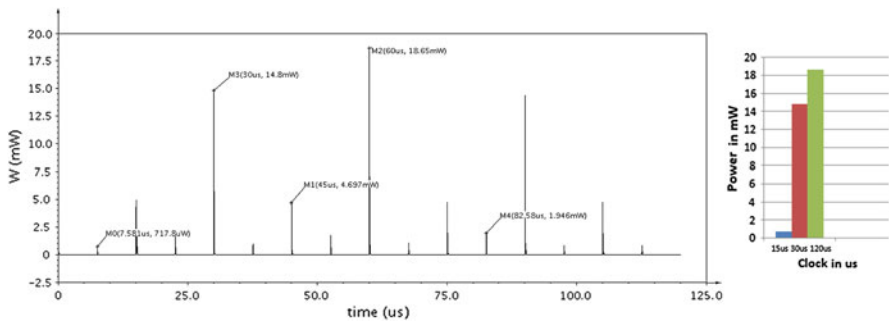 20.0
17.5
15.0
12.5
10.0
7.5
5.0
2.5
0
-2.5
W (mW)
M2(60us, 18.65mW)
M3(30us, 14.8mW)
M1(45us, 4.697mW)
M0(7.581us, 717.8uW)
M4(82.58us, 1.946mW)
0 25.0 50.0 75.0 100.0 125.0
time (us)
20
18
16
14
12
10
8
6
4
2
0
Power in mW
15us 30us 120us
Clock in us